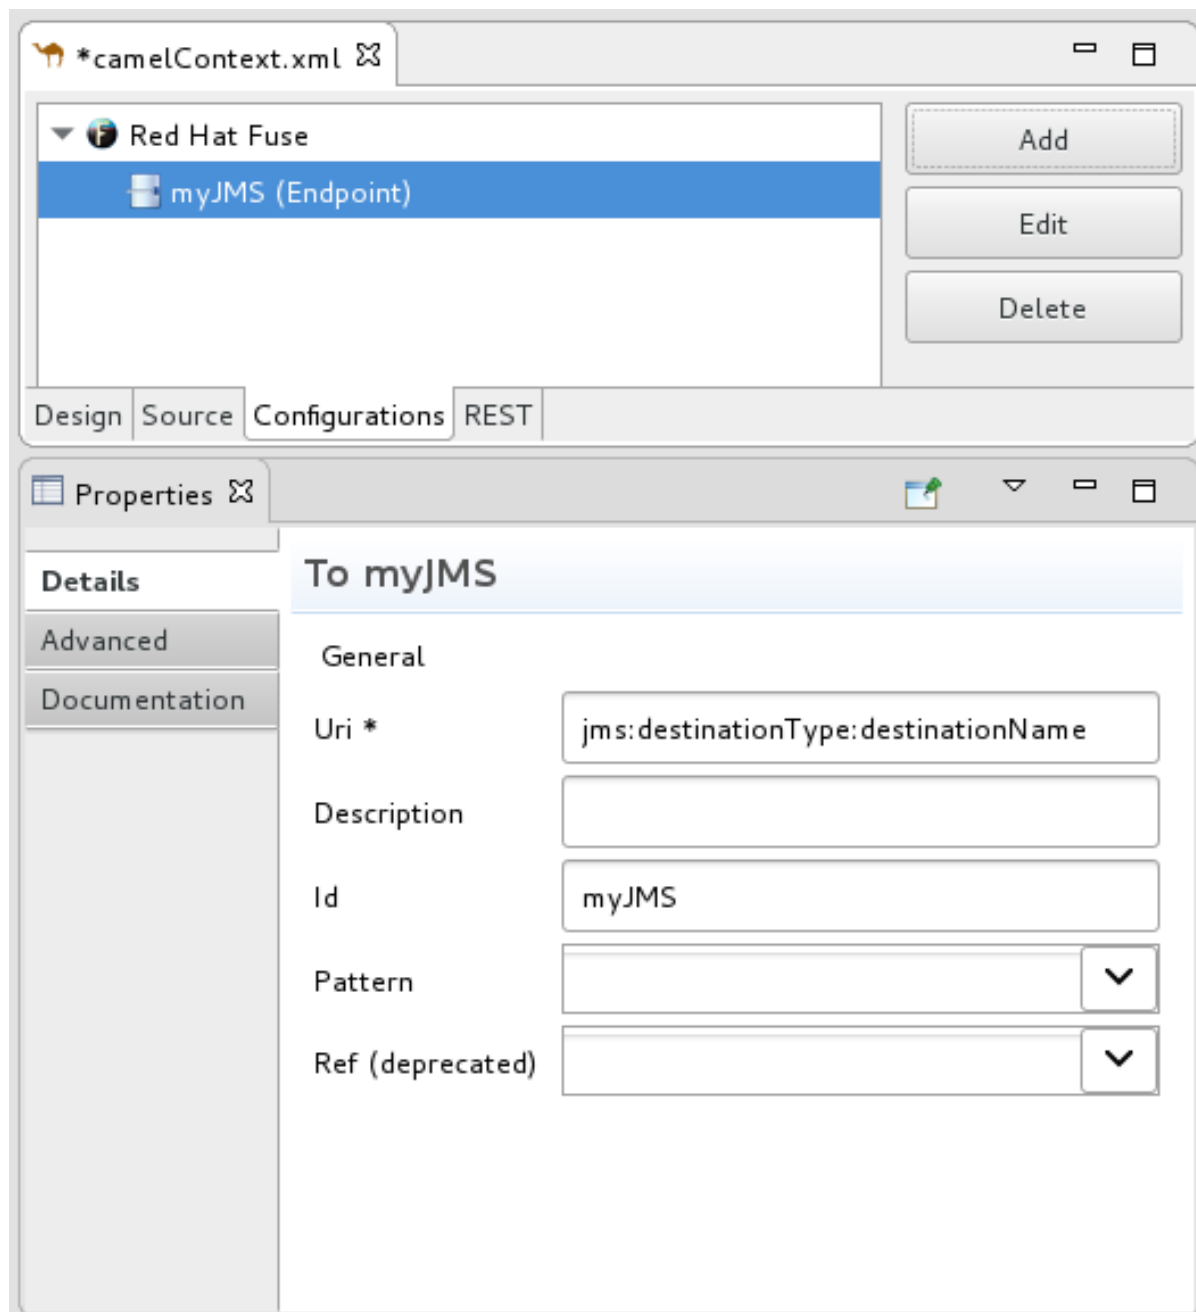 *camelContext.xml
Red Hat Fuse
myJMS (Endpoint)
Add
Edit
Delete
Design Source Configurations REST
Properties
Details
Advanced
Documentation
To myJMS
General
Uri * jms:destinationType:destinationName
Description
Id myJMS
Pattern
Ref (deprecated)